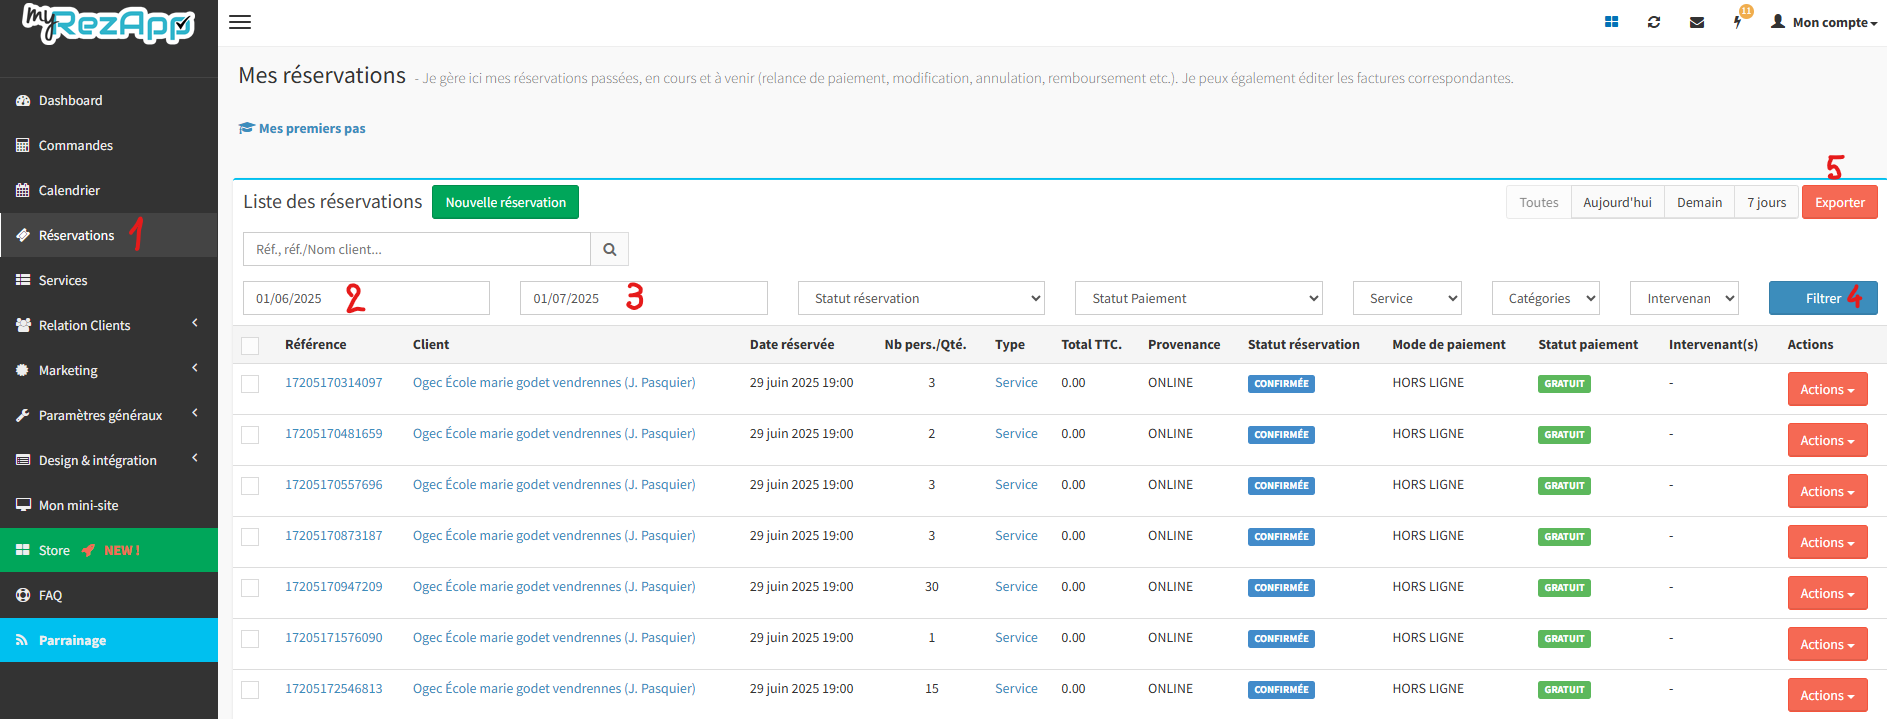 myRezApp
Mon compte
11
Mes réservations - Je gère ici mes réservations passées, en cours et à venir (relance de paiement, modification, annulation, remboursement etc.). Je peux également éditer les factures correspondantes.
Mes premiers pas
Dashboard
Commandes
Calendrier
Réservations 1
Services
Relation Clients
Marketing
Paramètres généraux
Design & intégration
Mon mini-site
Store NEW !
FAQ
Parrainage
5
Liste des réservations Nouvelle réservation Toutes Aujourd'hui Demain 7 jours Exporter
Réf., réf./Nom client...
01/06/2025 2 01/07/2025 3 Statut réservation Statut Paiement Service Catégories Intervenan Filtrer 4
Référence Client Date réservée Nb pers./Qté. Type Total TTC. Provenance Statut réservation Mode de paiement Statut paiement Intervenant(s) Actions
17205170314097 Ogec École marie godet vendrennes (J. Pasquier) 29 juin 2025 19:00 3 Service 0.00 ONLINE CONFIRMÉE HORS LIGNE GRATUIT - Actions
17205170481659 Ogec École marie godet vendrennes (J. Pasquier) 29 juin 2025 19:00 2 Service 0.00 ONLINE CONFIRMÉE HORS LIGNE GRATUIT - Actions
17205170557696 Ogec École marie godet vendrennes (J. Pasquier) 29 juin 2025 19:00 3 Service 0.00 ONLINE CONFIRMÉE HORS LIGNE GRATUIT - Actions
17205170873187 Ogec École marie godet vendrennes (J. Pasquier) 29 juin 2025 19:00 3 Service 0.00 ONLINE CONFIRMÉE HORS LIGNE GRATUIT - Actions
17205170947209 Ogec École marie godet vendrennes (J. Pasquier) 29 juin 2025 19:00 30 Service 0.00 ONLINE CONFIRMÉE HORS LIGNE GRATUIT - Actions
17205171576090 Ogec École marie godet vendrennes (J. Pasquier) 29 juin 2025 19:00 1 Service 0.00 ONLINE CONFIRMÉE HORS LIGNE GRATUIT - Actions
17205172546813 Ogec École marie godet vendrennes (J. Pasquier) 29 juin 2025 19:00 15 Service 0.00 ONLINE CONFIRMÉE HORS LIGNE GRATUIT - Actions